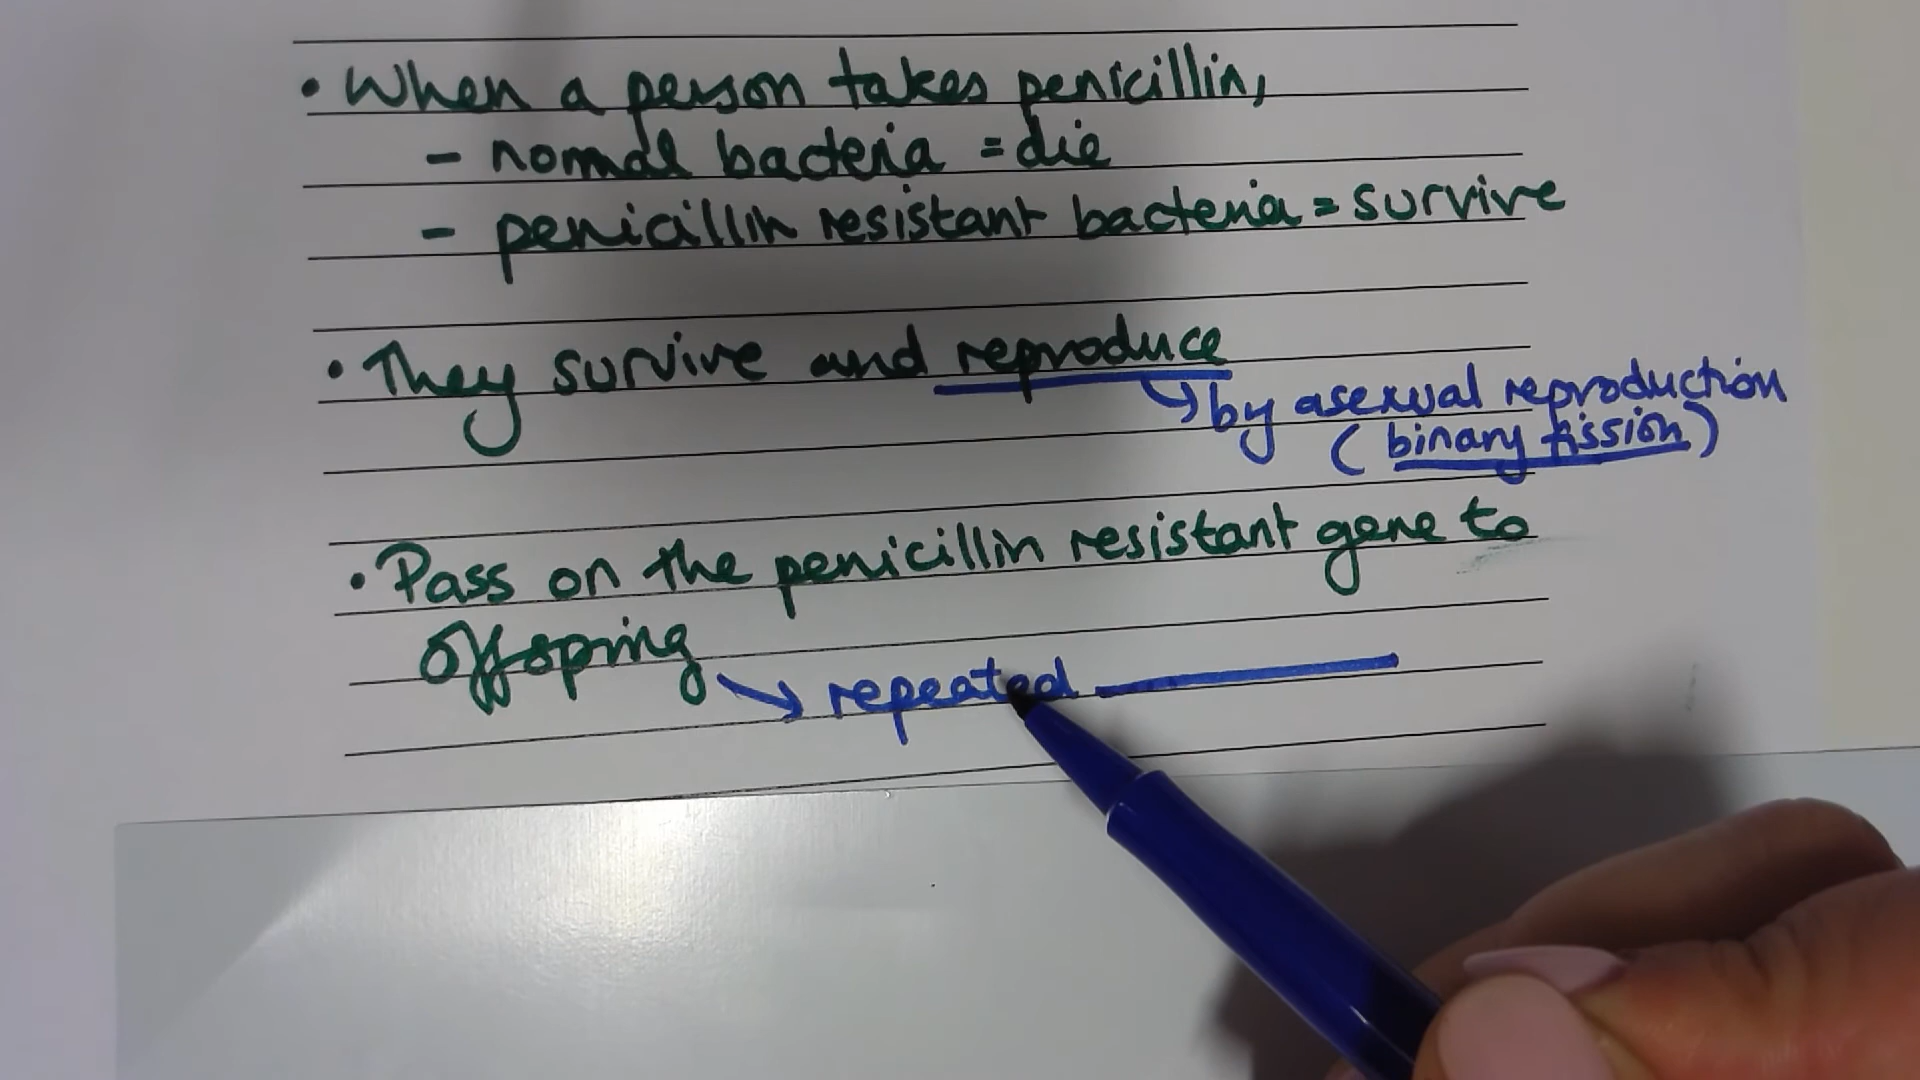 • When a person takes penicillin,
- normal bacteria = die
- penicillin resistant bacteria = survive
• They survive and reproduce
↳ by asexual reproduction
(binary fission)
• Pass on the penicillin resistant gene to
offspring
→ repeated